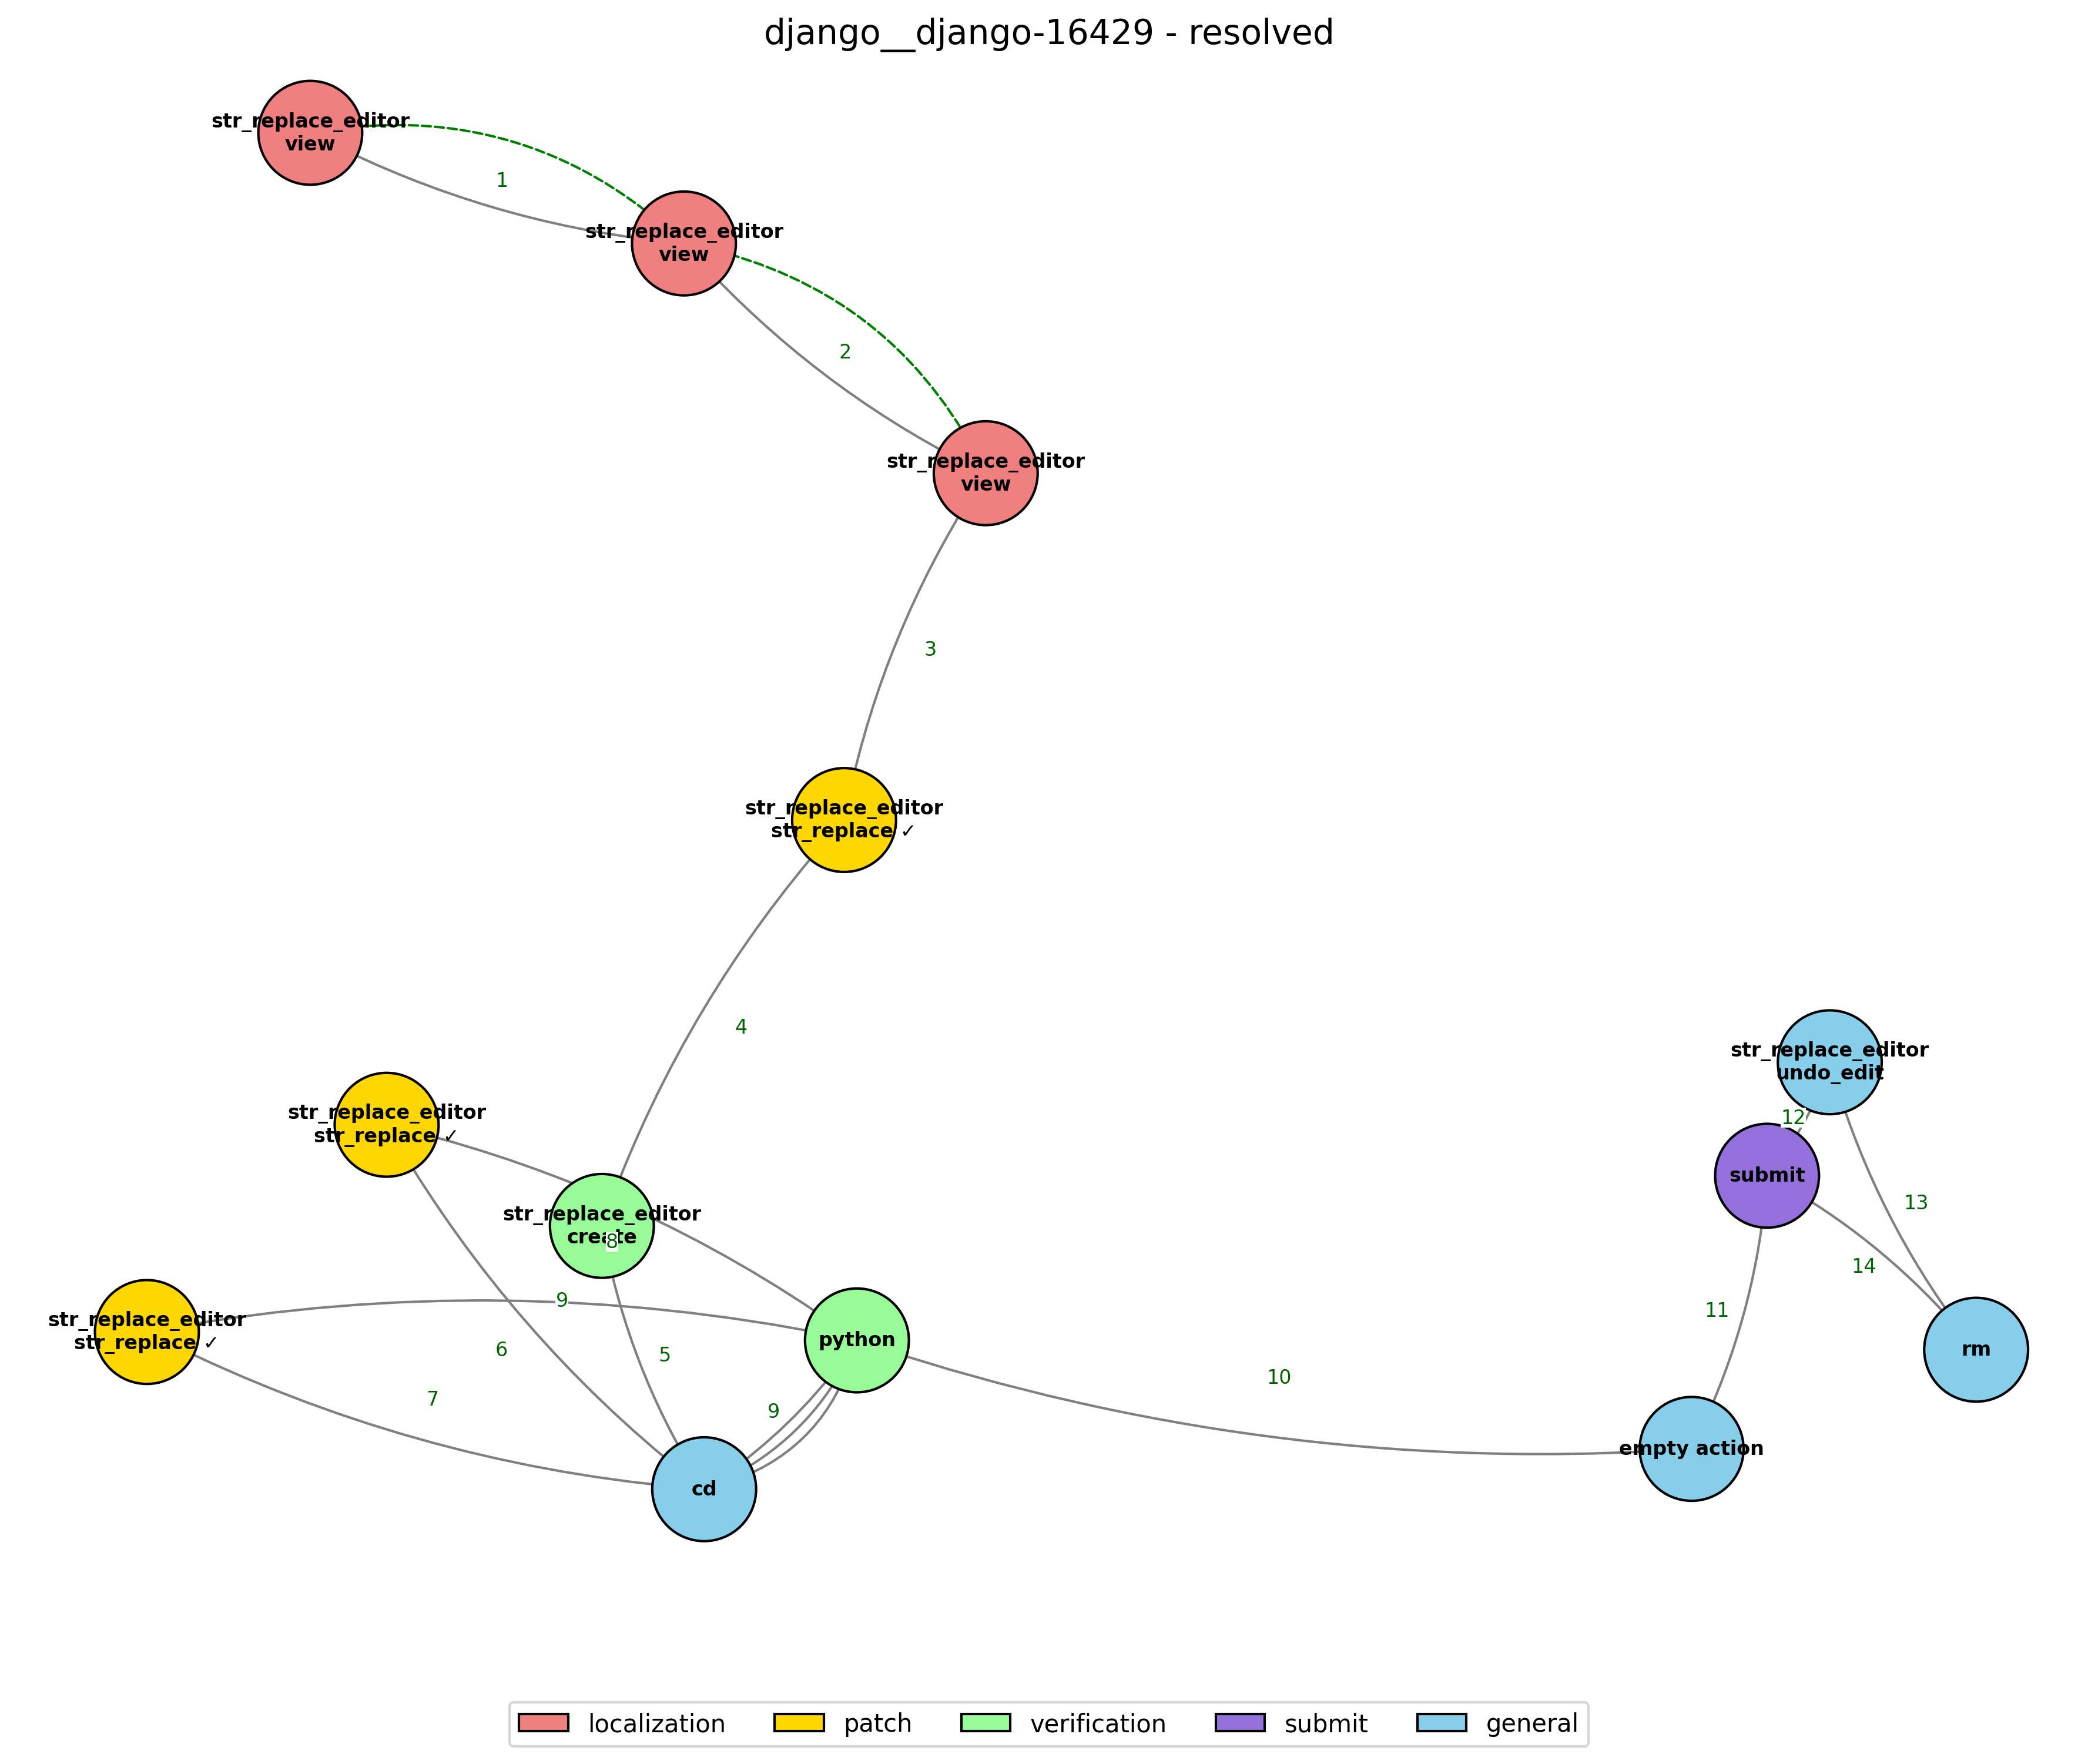 django__django-16429 - resolved
str_replace_editor
view
1
str_replace_editor
view
2
str_replace_editor
view
3
str_replace_editor
str_replace ✓
4
str_replace_editor
undo_edit
12
str_replace_editor
str_replace ✓
submit
13
str_replace_editor
create
8
14
9
11
str_replace_editor
str_replace ✓
python
6
5
rm
10
7
9
empty action
cd
localization
patch
verification
submit
general